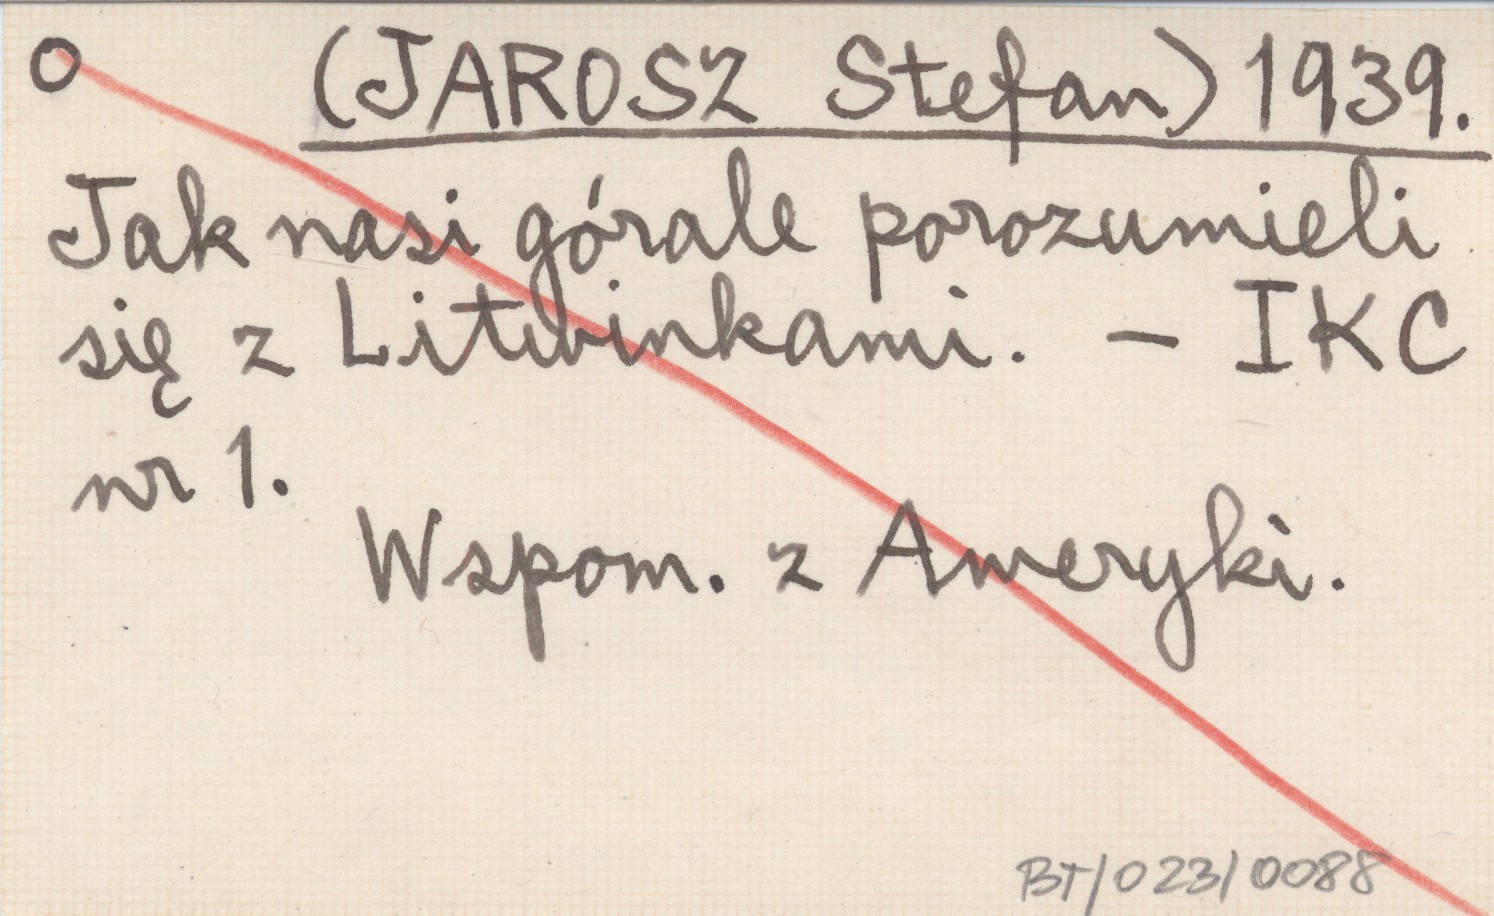 O (JAROSZ Stefan) 1939.
Jak nasi górale porozumieli
się z Litwinkami. – IKC
nr 1.
Wspom. z Ameryki.
BT/023/0088